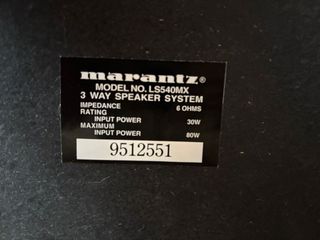 marantz®
MODEL NO. LS540MX
3 WAY SPEAKER SYSTEM
IMPEDANCE 6 OHMS
RATING
INPUT POWER 30W
MAXIMUM
INPUT POWER 80W
9512551